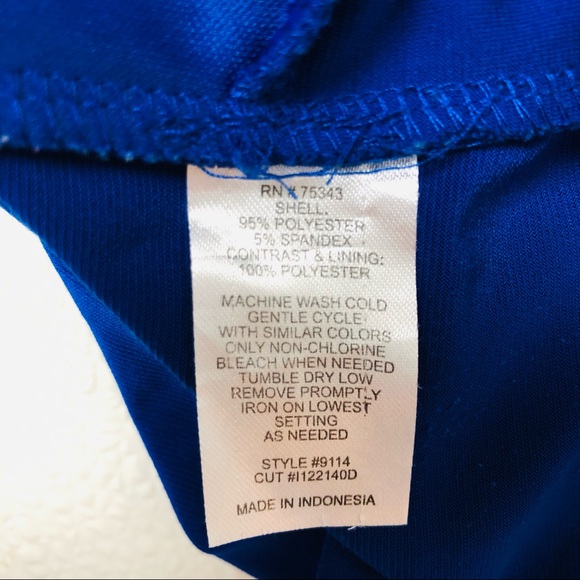 RN # 75343
SHELL:
95% POLYESTER
5% SPANDEX
CONTRAST & LINING:
100% POLYESTER
MACHINE WASH COLD
GENTLE CYCLE
WITH SIMILAR COLORS
ONLY NON-CHLORINE
BLEACH WHEN NEEDED
TUMBLE DRY LOW
REMOVE PROMPTLY
IRON ON LOWEST
SETTING
AS NEEDED
STYLE #9114
CUT #I122140D
MADE IN INDONESIA